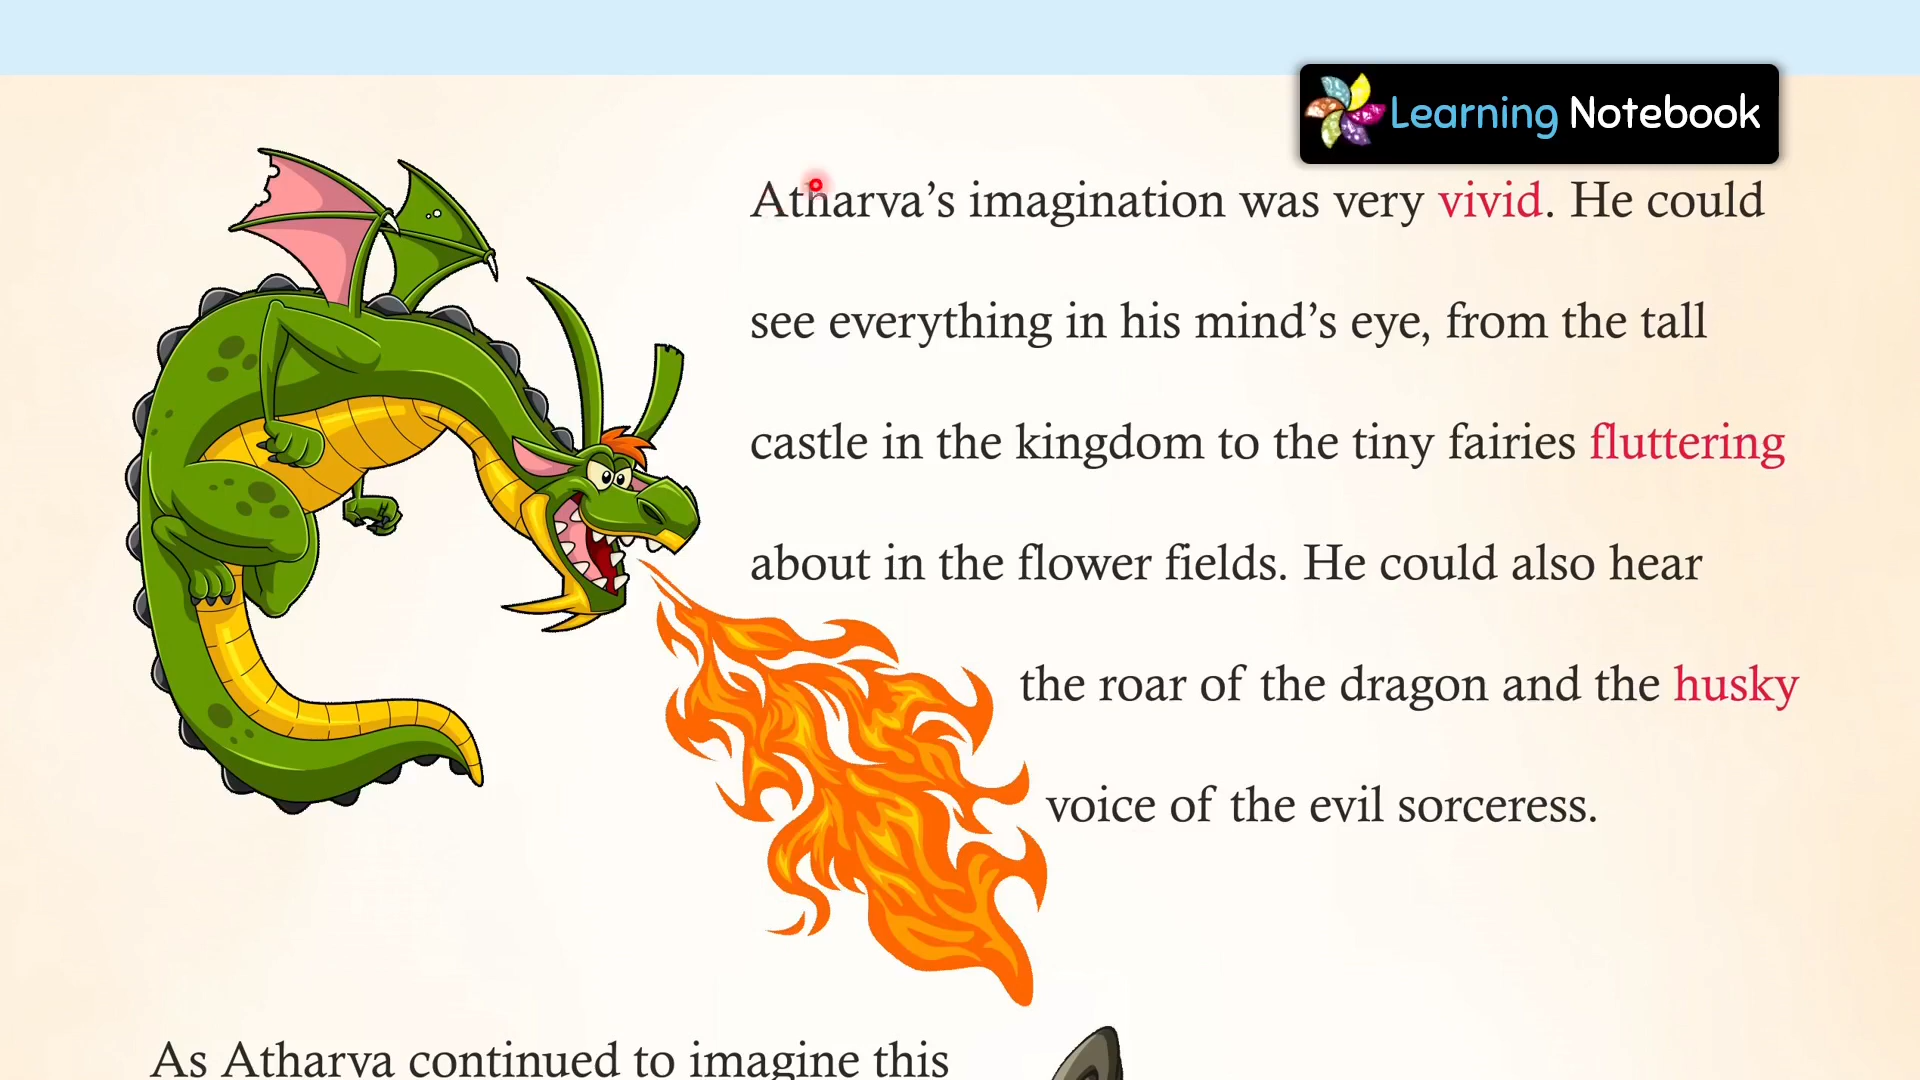 Learning Notebook
Atharva’s imagination was very vivid. He could
see everything in his mind’s eye, from the tall
castle in the kingdom to the tiny fairies fluttering
about in the flower fields. He could also hear
the roar of the dragon and the husky
voice of the evil sorceress.
As Atharva continued to imagine this